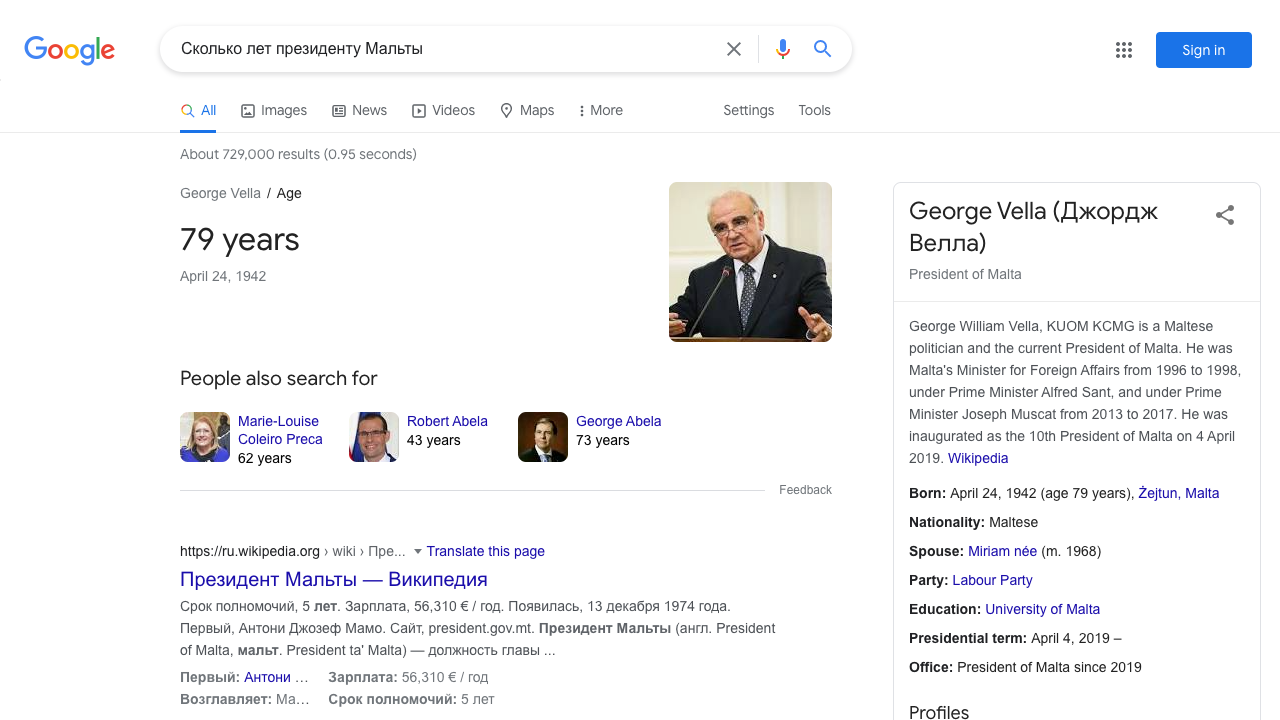 Google
Сколько лет президенту Мальты
Sign in
All
Images
News
Videos
Maps
More
Settings
Tools
About 729,000 results (0.95 seconds)
George Vella / Age
79 years
April 24, 1942
People also search for
Marie-Louise
Coleiro Preca
62 years
Robert Abela
43 years
George Abela
73 years
Feedback
https://ru.wikipedia.org › wiki › Пре... Translate this page
Президент Мальты — Википедия
Срок полномочий, 5 лет. Зарплата, 56,310 € / год. Появилась, 13 декабря 1974 года.
Первый, Антони Джозеф Мамо. Сайт, president.gov.mt. Президент Мальты (англ. President
of Malta, мальт. President ta' Malta) — должность главы ...
Первый: Антони ... Зарплата: 56,310 € / год
Возглавляет: Ма... Срок полномочий: 5 лет
George Vella (Джордж
Велла)
President of Malta
George William Vella, KUOM KCMG is a Maltese
politician and the current President of Malta. He was
Malta's Minister for Foreign Affairs from 1996 to 1998,
under Prime Minister Alfred Sant, and under Prime
Minister Joseph Muscat from 2013 to 2017. He was
inaugurated as the 10th President of Malta on 4 April
2019. Wikipedia
Born: April 24, 1942 (age 79 years), Żejtun, Malta
Nationality: Maltese
Spouse: Miriam née (m. 1968)
Party: Labour Party
Education: University of Malta
Presidential term: April 4, 2019 –
Office: President of Malta since 2019
Profiles